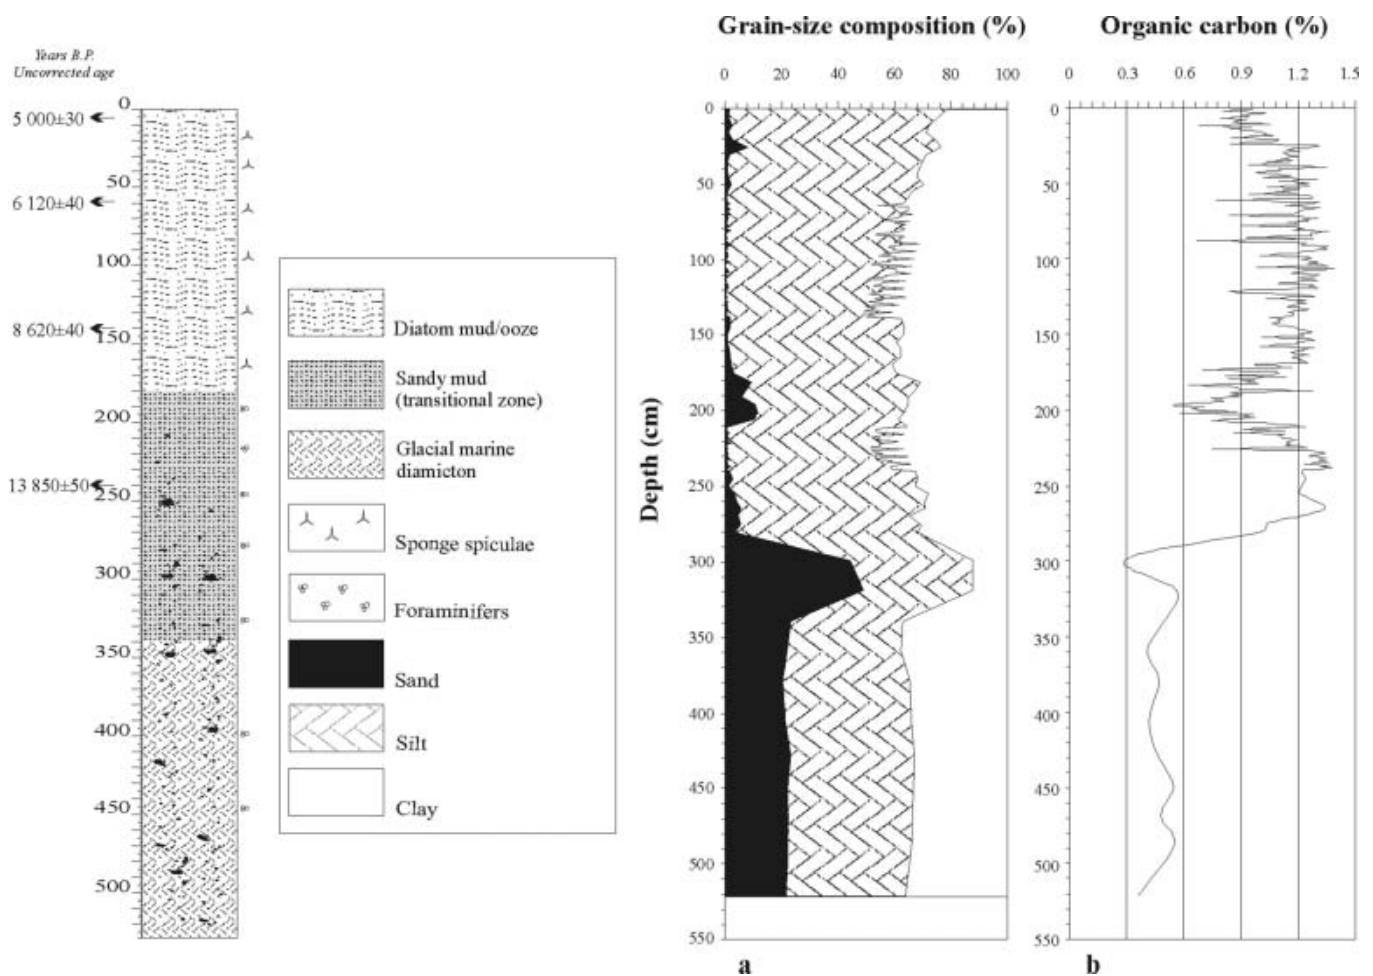 Years B.P.
Uncorrected age
0
5 000±30
50
6 120±40
100
8 620±40
150
200
13 850±50
250
300
350
400
450
500
Diatom mud/ooze
Sandy mud
(transitional zone)
Glacial marine
diamicton
Sponge spiculae
Foraminifers
Sand
Silt
Clay
Grain-size composition (%)
0 20 40 60 80 100
Depth (cm)
0
50
100
150
200
250
300
350
400
450
500
550
a
Organic carbon (%)
0 0.3 0.6 0.9 1.2 1.5
0
50
100
150
200
250
300
350
400
450
500
550
b